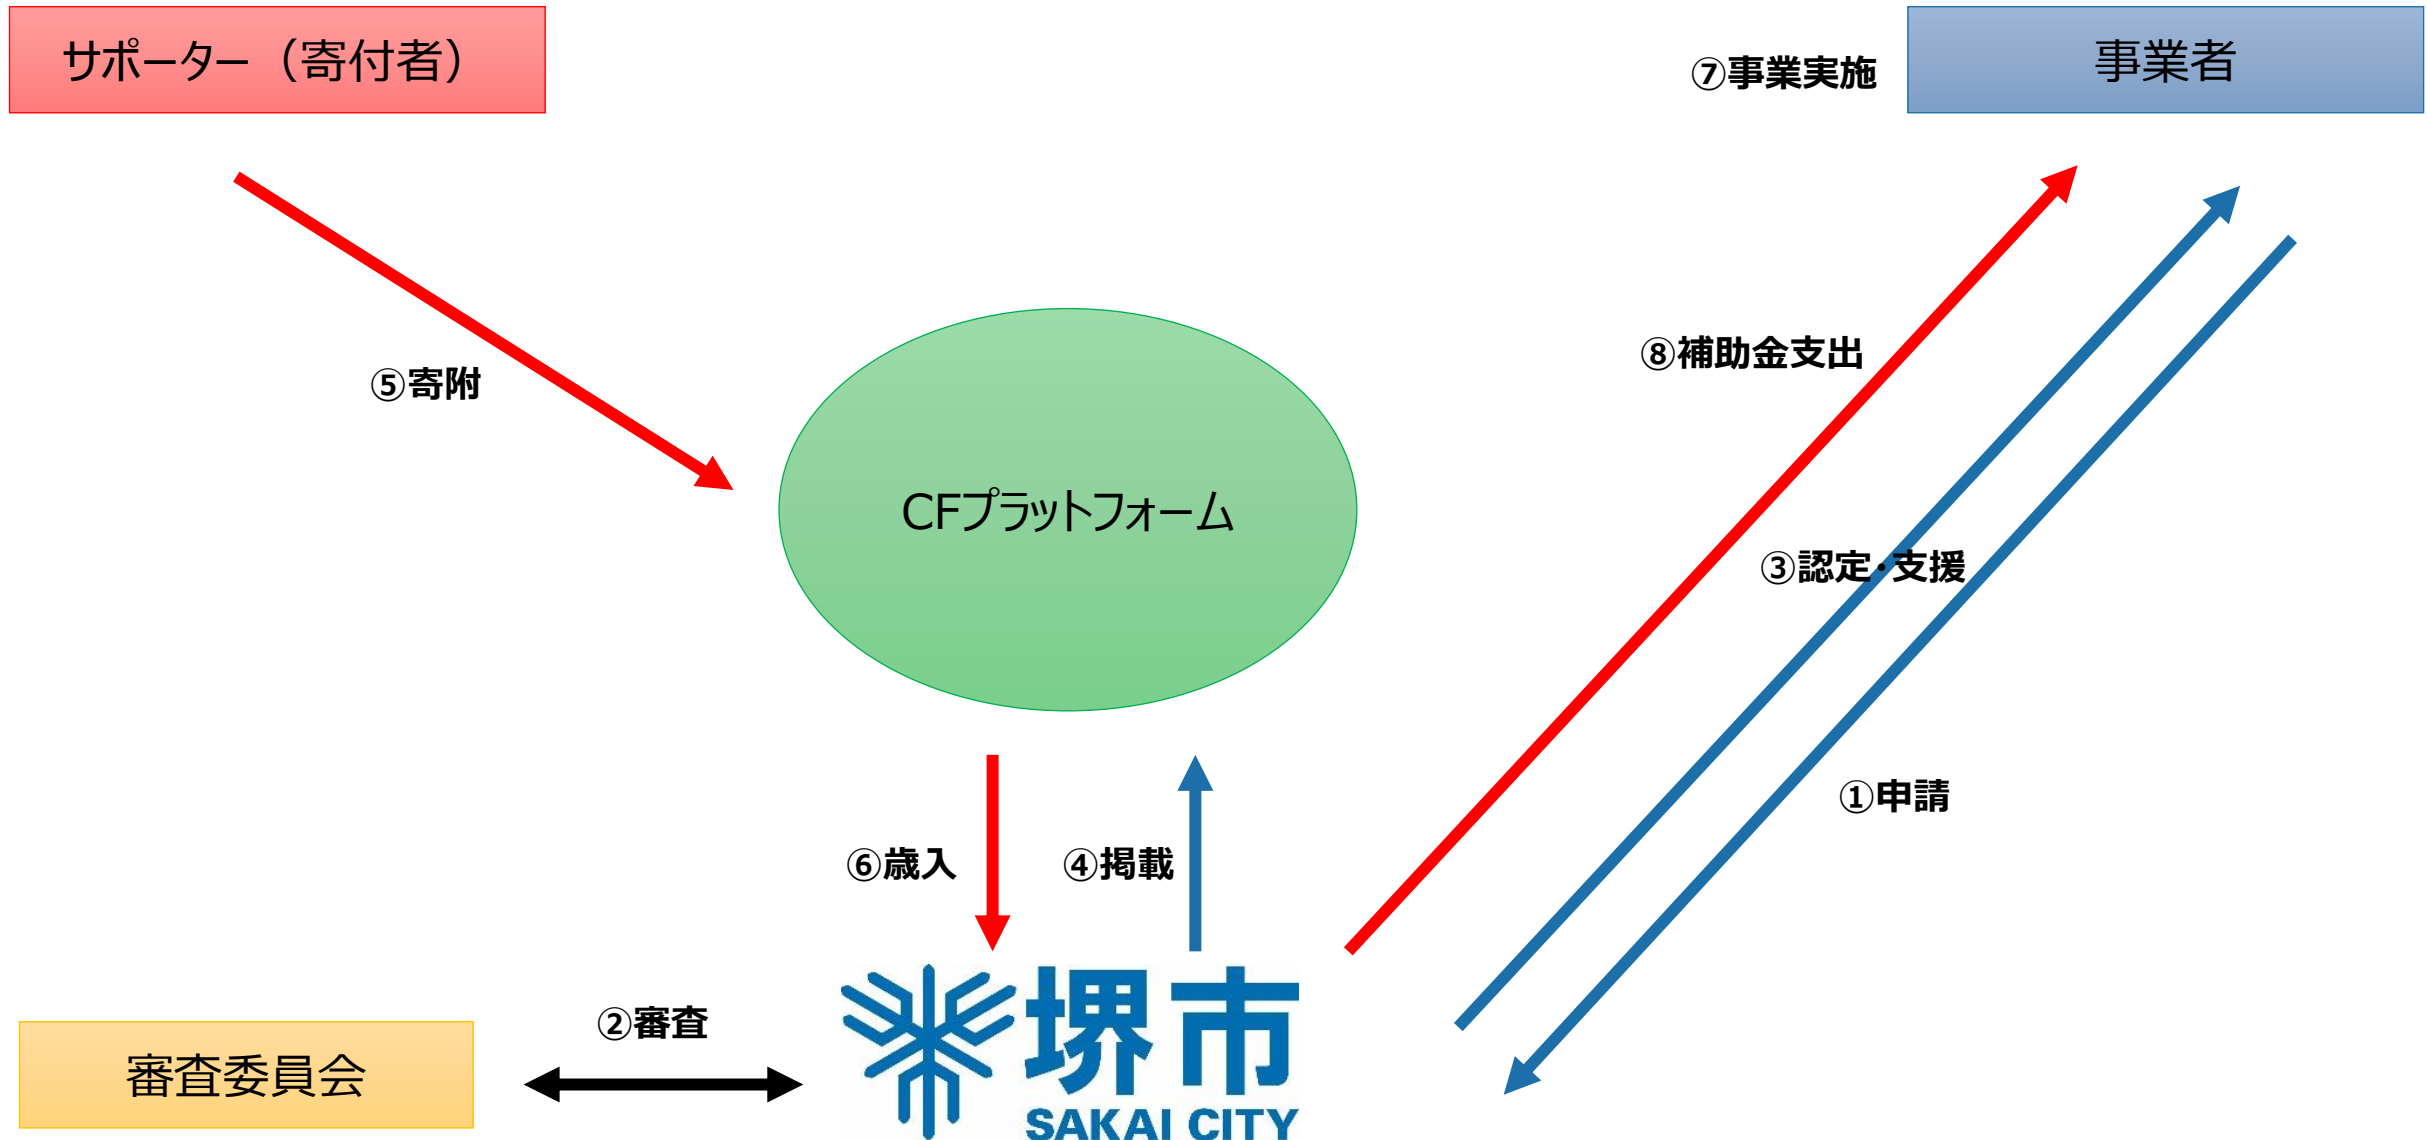 サポーター（寄付者）
⑦事業実施
事業者
⑧補助金支出
⑤寄附
CFプラットフォーム
③認定・支援
①申請
⑥歳入
④掲載
②審査
審査委員会
堺市
SAKAI CITY